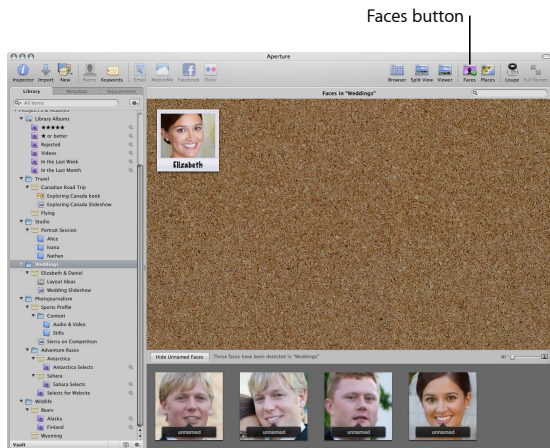 Faces button
Aperture
Inspector Import New Name Keywords Email MobileMe Facebook Flickr Browser Split View Viewer Faces Places Loupe Full Screen
Library Metadata Adjustments
Faces in "Weddings"
All Items
Library Albums
★★★★★
★ or better
Rejected
Videos
In the Last Week
In the Last Month
Travel
Canadian Road Trip
Exploring Canada book
Exploring Canada Slideshow
Flying
Studio
Portrait Session
Alice
Ivana
Nathan
Weddings
Elizabeth & Daniel
Layout Ideas
Wedding Slideshow
Photojournalism
Sports Profile
Content
Audio & Video
Stills
Sierra on Competition
Adventure Races
Antarctica
Antarctica Selects
Sahara
Sahara Selects
Selects for Website
Wildlife
Bears
Alaska
Finland
Wyoming
Vault
Elizabeth
Hide Unnamed Faces These faces have been detected in "Weddings"
unnamed unnamed unnamed unnamed